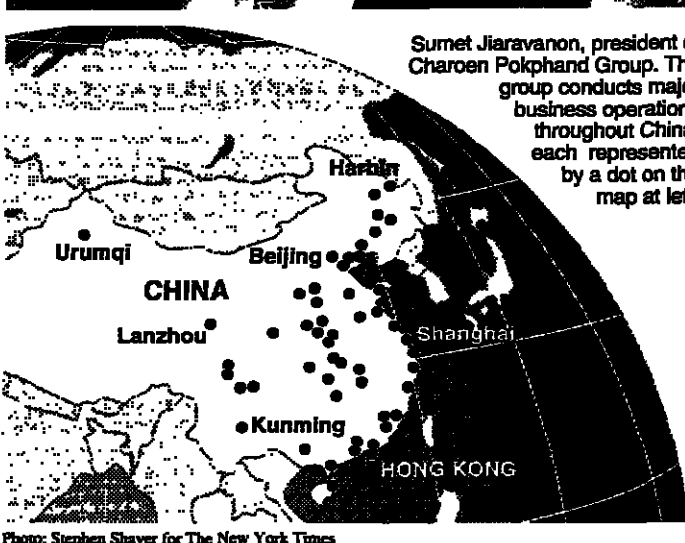 Sumet Jiaravanon, president
Charoen Pokphand Group.
group conducts
business
throughout
each
by a dot on
map at
Harbin
Urumqi
Beijing
CHINA
Lanzhou
Shanghai
Kunming
HONG KONG
Photo: Stephen Shaver for The New York Times